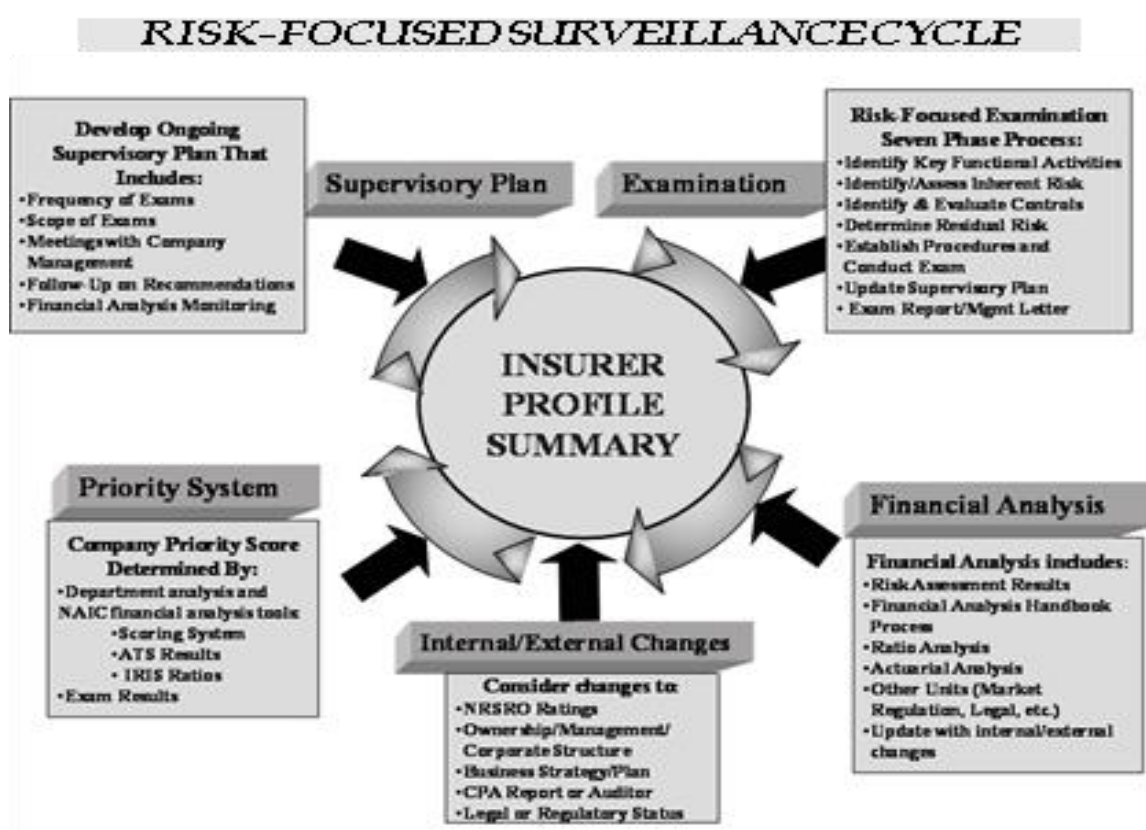 RISK-FOCUSED SURVEILLANCE CYCLE
Develop Ongoing
Supervisory Plan That
Includes:
•Frequency of Exams
•Scope of Exams
•Meetings with Company
Management
•Follow-Up on Recommendations
•Financial Analysis Monitoring
Supervisory Plan
Examination
Risk-Focused Examination
Seven Phase Process:
•Identify Key Functional Activities
•Identify/Assess Inherent Risk
•Identify & Evaluate Controls
•Determine Residual Risk
•Establish Procedures and
Conduct Exam
•Update Supervisory Plan
• Exam Report/Mgmt Letter
INSURER
PROFILE
SUMMARY
Priority System
Company Priority Score
Determined By:
•Department analysis and
NAIC financial analysis tools:
•Scoring System
•ATS Results
• IRIS Ratios
•Exam Results
Internal/External Changes
Consider changes to:
•NRSRO Ratings
•Ownership/Management/
Corporate Structure
•Business Strategy/Plan
•CPA Report or Auditor
•Legal or Regulatory Status
Financial Analysis
Financial Analysis includes:
•Risk Assessment Results
•Financial Analysis Handbook
Process
•Ratio Analysis
•Actuarial Analysis
•Other Units (Market
Regulation, Legal, etc.)
•Update with internal/external
changes